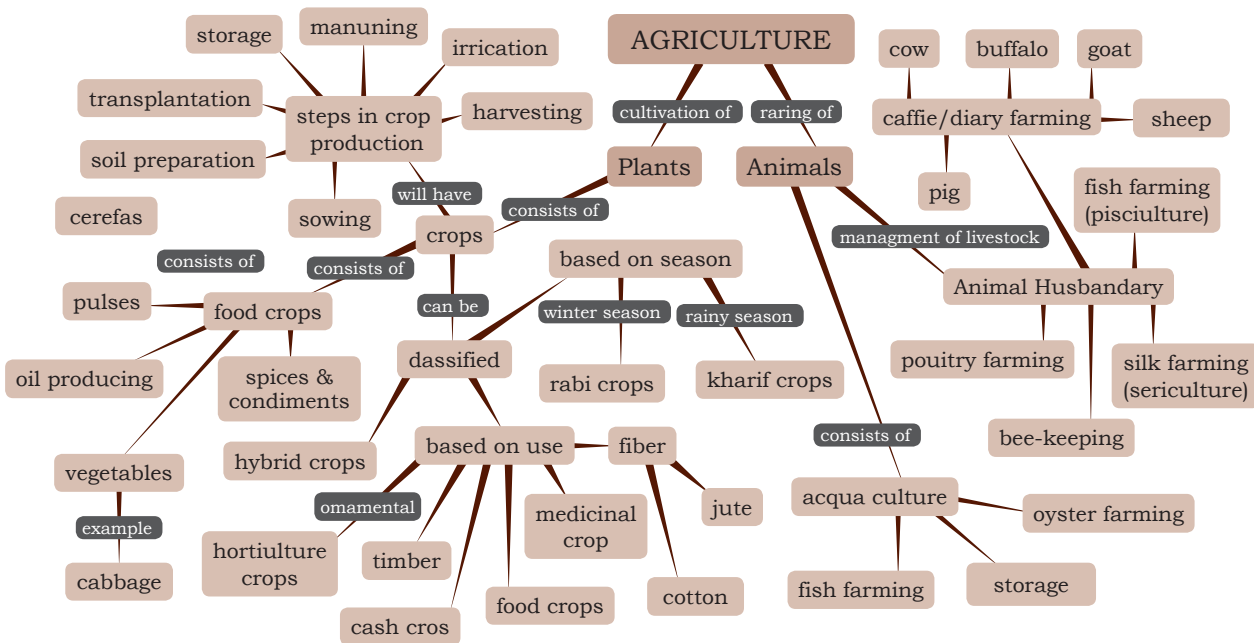 AGRICULTURE
cultivation of
raring of
Plants
Animals
storage
manuning
irrication
transplantation
steps in crop
production
harvesting
soil preparation
sowing
will have
consists of
crops
cerefas
consists of
consists of
pulses
food crops
oil producing
spices &
condiments
vegetables
example
cabbage
can be
dassified
based on season
winter season
rainy season
rabi crops
kharif crops
hybrid crops
based on use
fiber
jute
cotton
omamental
hortiulture
crops
timber
cash cros
food crops
medicinal
crop
cow
buffalo
goat
caffie/diary farming
sheep
pig
fish farming
(pisciulture)
managment of livestock
Animal Husbandary
pouitry farming
silk farming
(sericulture)
bee-keeping
consists of
acqua culture
oyster farming
fish farming
storage